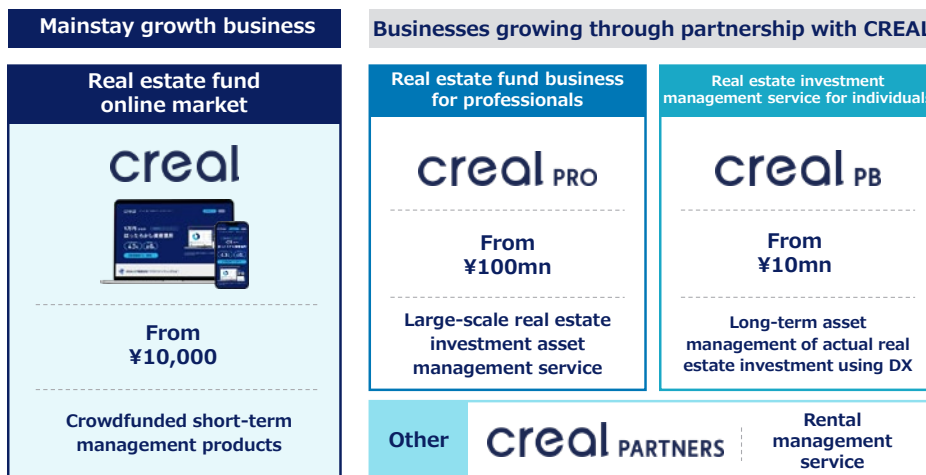 Mainstay growth business
Businesses growing through partnership with CREAL
Real estate fund
online market
creal
From
¥10,000
Crowdfunded short-term
management products
Real estate fund business
for professionals
creal PRO
From
¥100mn
Large-scale real estate
investment asset
management service
Real estate investment
management service for individuals
creal PB
From
¥10mn
Long-term asset
management of actual real
estate investment using DX
Other
creal PARTNERS
Rental
management
service